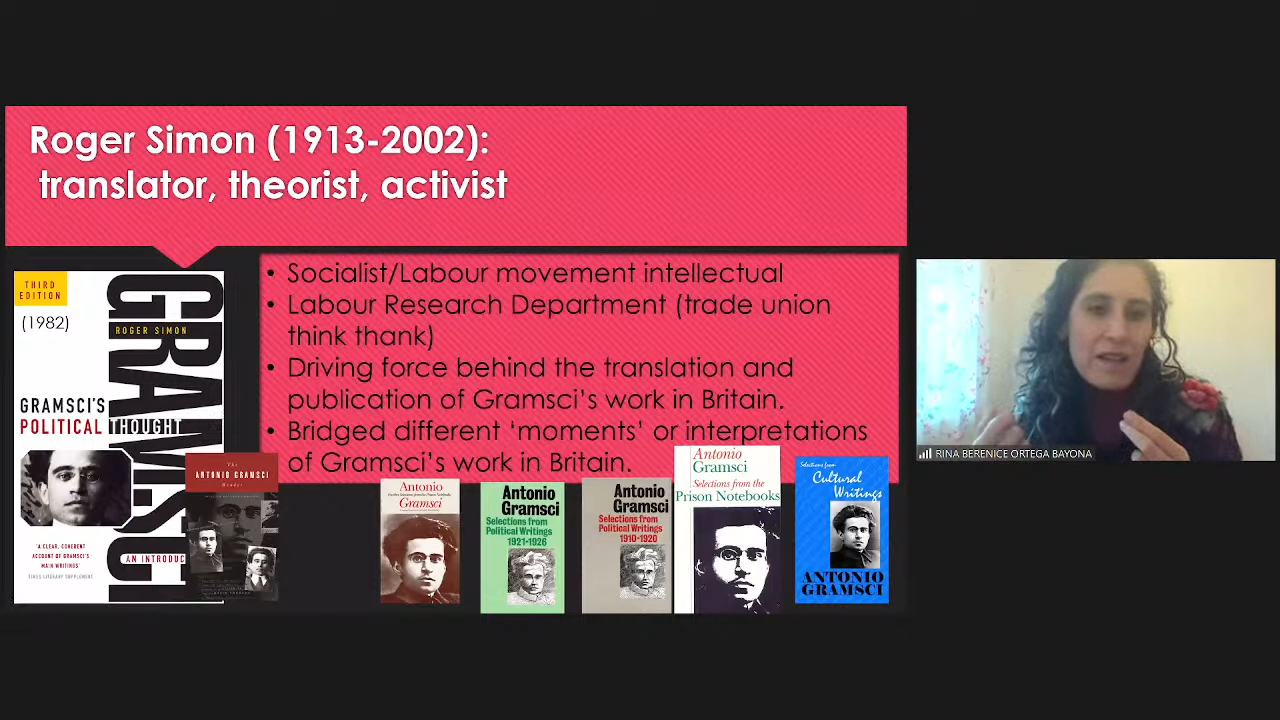 Roger Simon (1913-2002):
translator, theorist, activist
• Socialist/Labour movement intellectual
• Labour Research Department (trade union
think thank)
• Driving force behind the translation and
publication of Gramsci's work in Britain.
• Bridged different 'moments' or interpretations
of Gramsci's work in Britain.
THIRD
EDITION
(1982)
GRAMSCI
ROGER SIMON
GRAMSCI'S
POLITICAL THOUGHT
'A CLEAR, COHERENT
ACCOUNT OF GRAMSCI'S
MAIN WRITINGS'
TIMES LITERARY SUPPLEMENT
AN INTRODUC
The
ANTONIO GRAMSCI
Reader
Antonio
Gramsci
Antonio
Gramsci
Selections from
Political Writings
1921-1926
Antonio
Gramsci
Selections from
Political Writings
1910-1920
Antonio
Gramsci
Selections from the
Prison Notebooks
Selections from
Cultural
Writings
ANTONIO
GRAMSCI
RINA BERENICE ORTEGA BAYONA